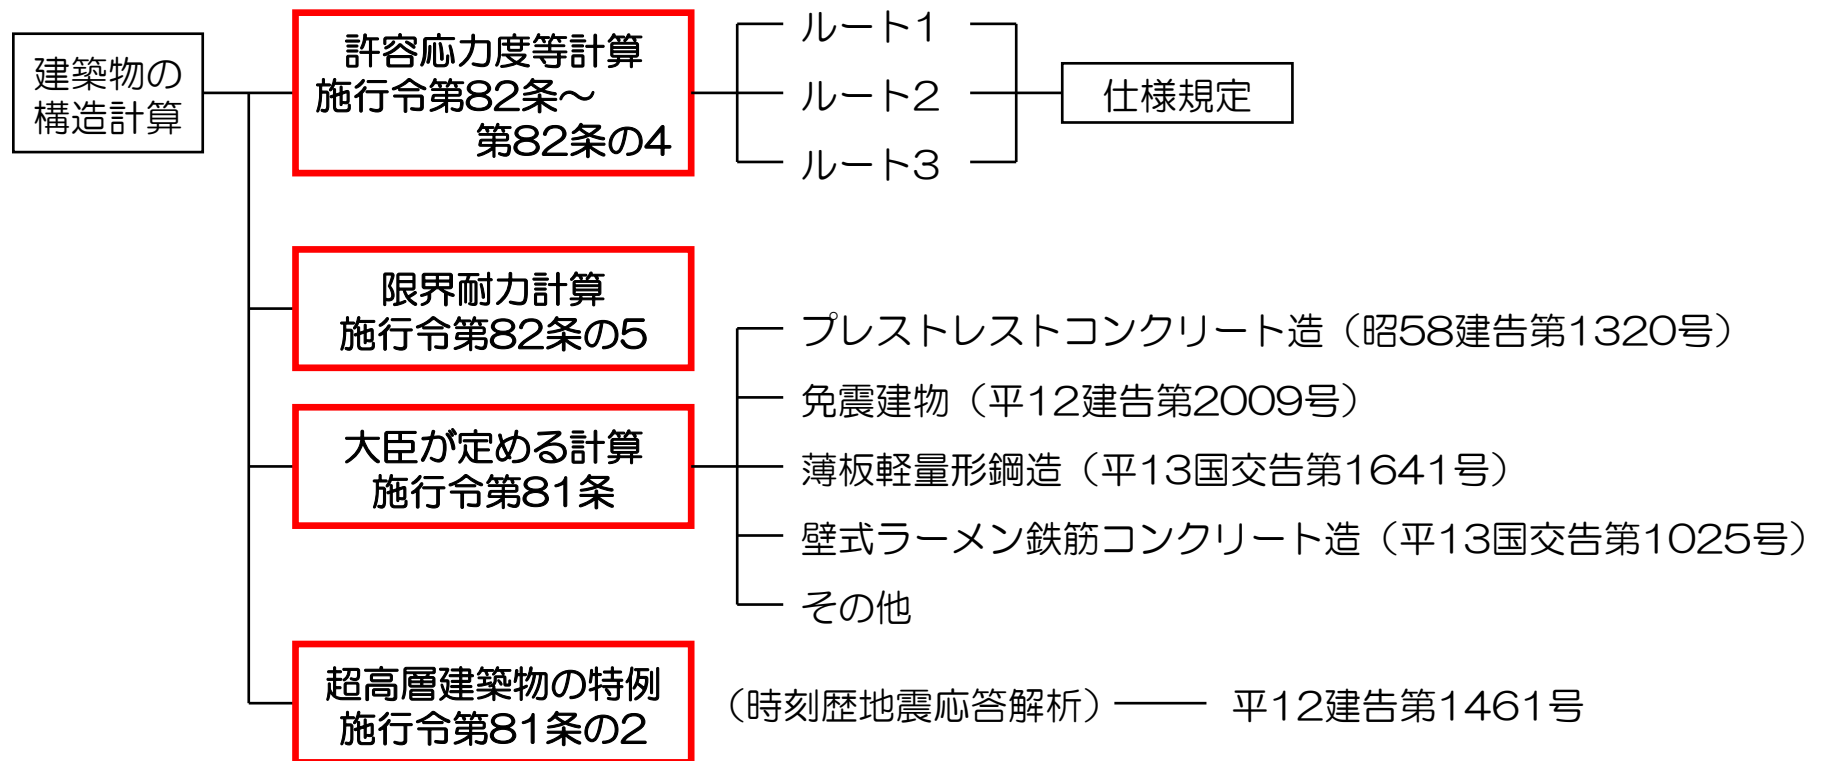 建築物の
構造計算
許容応力度等計算
施行令第82条～
第82条の4
ルート1
ルート2
ルート3
仕様規定
限界耐力計算
施行令第82条の5
大臣が定める計算
施行令第81条
プレストレストコンクリート造（昭58建告第1320号）
免震建物（平12建告第2009号）
薄板軽量形鋼造（平13国交告第1641号）
壁式ラーメン鉄筋コンクリート造（平13国交告第1025号）
その他
超高層建築物の特例
施行令第81条の2
（時刻歴地震応答解析）
平12建告第1461号